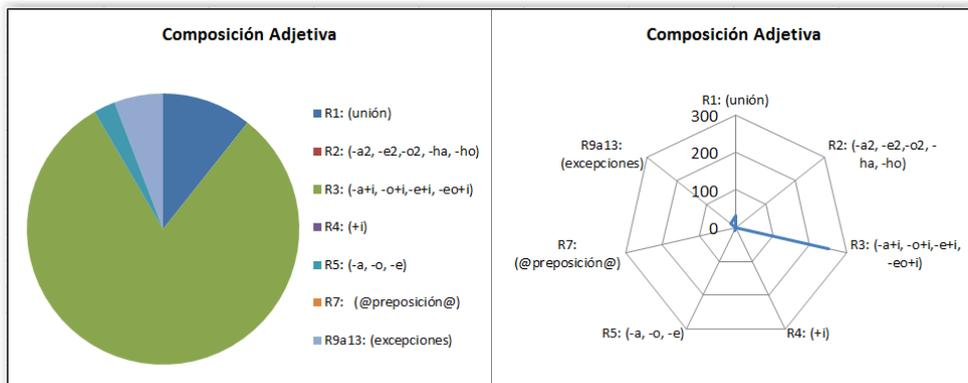 Composición Adjetiva
R1: (unión)
R2: (-a2, -e2,-o2, -ha, -ho)
R3: (-a+i, -o+i,-e+i, -eo+i)
R4: (+i)
R5: (-a, -o, -e)
R7: (@preposición@)
R9a13: (excepciones)
Composición Adjetiva
R1: (unión)
300
200
100
0
R2: (-a2, -e2,-o2, -
ha, -ho)
R3: (-a+i, -o+i,-e+i,
-eo+i)
R4: (+i)
R5: (-a, -o, -e)
R7:
(@preposición@)
R9a13:
(excepciones)